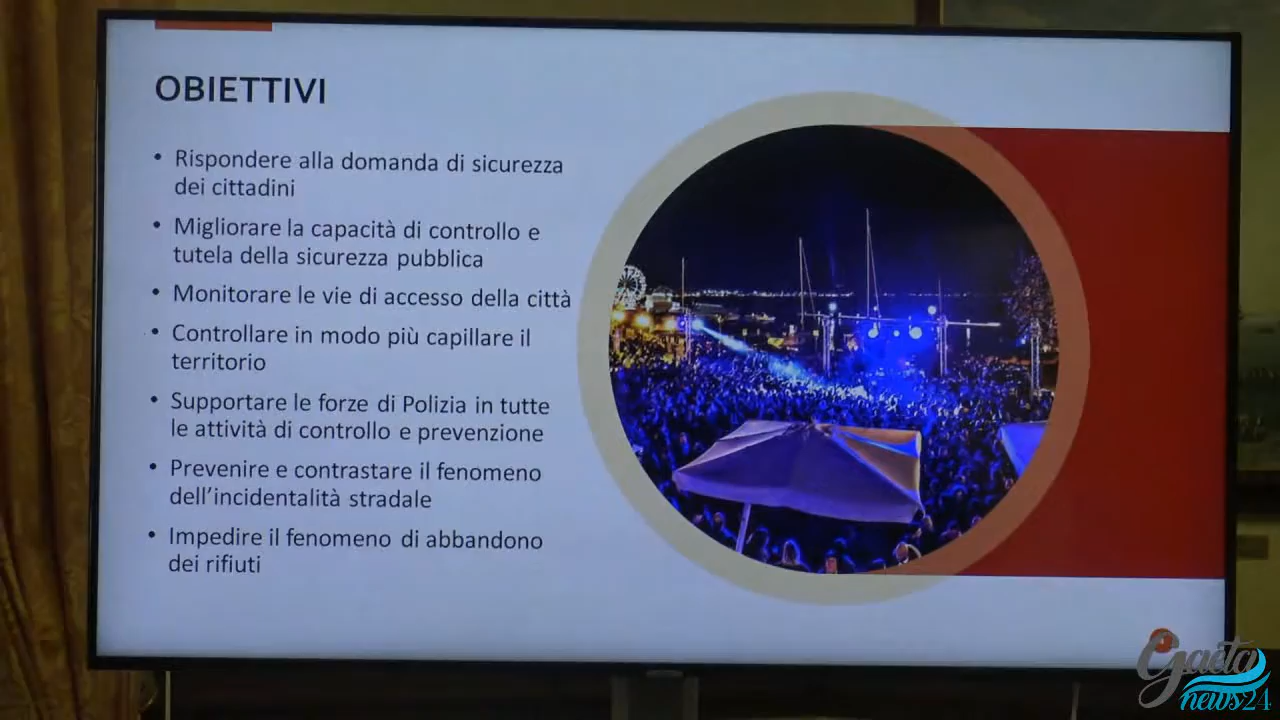 OBIETTIVI
• Rispondere alla domanda di sicurezza
dei cittadini
• Migliorare la capacità di controllo e
tutela della sicurezza pubblica
• Monitorare le vie di accesso della città
• Controllare in modo più capillare il
territorio
• Supportare le forze di Polizia in tutte
le attività di controllo e prevenzione
• Prevenire e contrastare il fenomeno
dell’incidentalità stradale
• Impedire il fenomeno di abbandono
dei rifiuti
Gaeta
news24